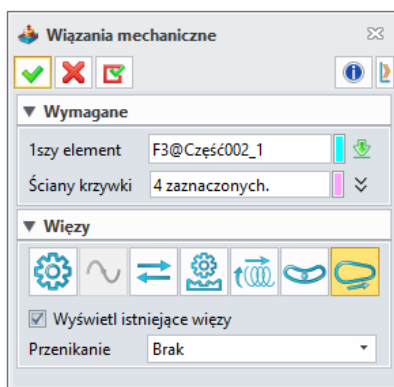 Wiązania mechaniczne
Wymagane
1szy element F3@Część002_1
Ściany krzywki 4 zaznaczonych.
Więzy
Wyświetl istniejące więzy
Przenikanie Brak